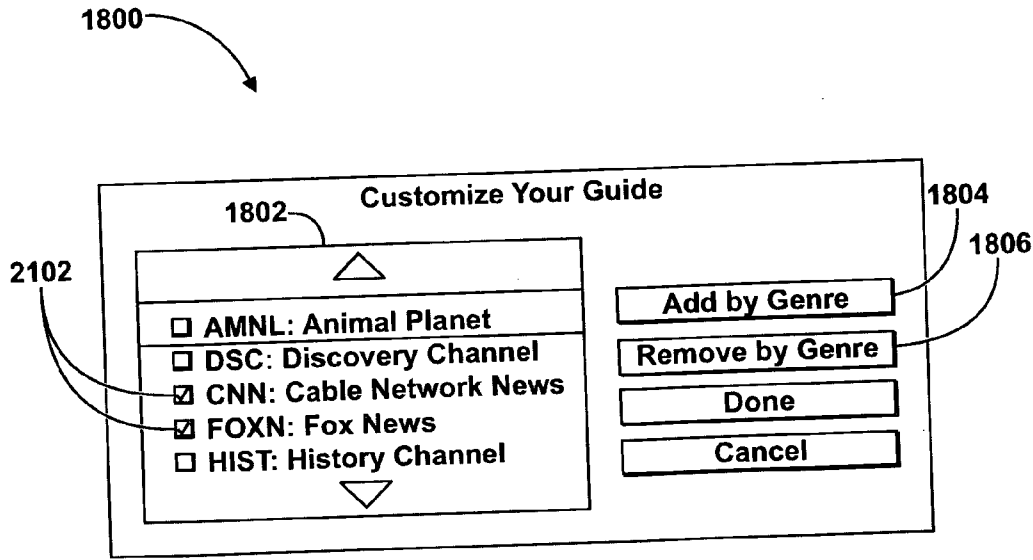 1800
Customize Your Guide
1802
1804
1806
2102
AMNL: Animal Planet
DSC: Discovery Channel
CNN: Cable Network News
FOXN: Fox News
HIST: History Channel
Add by Genre
Remove by Genre
Done
Cancel